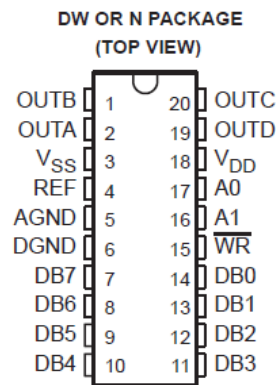 DW OR N PACKAGE
(TOP VIEW)
OUTB 1 20 OUTC
OUTA 2 19 OUTD
VSS 3 18 VDD
REF 4 17 A0
AGND 5 16 A1
DGND 6 15 W̅R̅
DB7 7 14 DB0
DB6 8 13 DB1
DB5 9 12 DB2
DB4 10 11 DB3